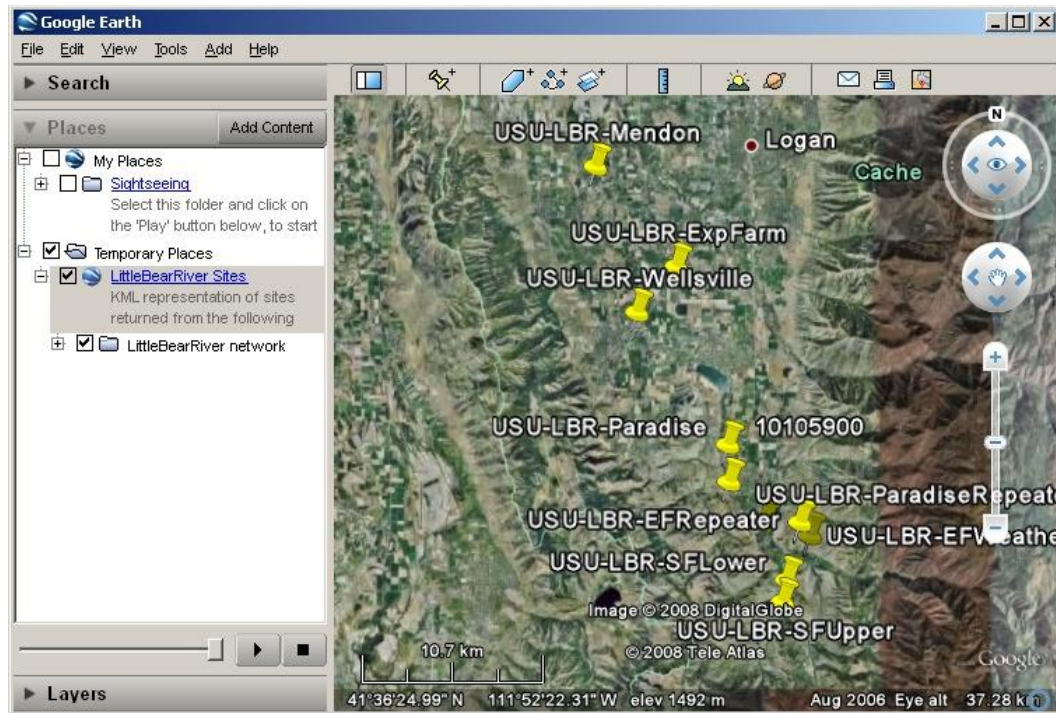 Google Earth
File Edit View Tools Add Help
Search
Places Add Content
My Places
Sightseeing
Select this folder and click on
the 'Play' button below, to start
Temporary Places
LittleBearRiver Sites
KML representation of sites
returned from the following
LittleBearRiver network
Layers
N
USU-LBR-Mendon
Logan
Cache
USU-LBR-ExpFarm
USU-LBR-Wellsville
USU-LBR-Paradise 10105900
USU-LBR-ParadiseRepeate
USU-LBR-EFRepeater
USU-LBR-EFWeathe
USU-LBR-SFLower
Image © 2008 DigitalGlobe
USU-LBR-SFUpper
© 2008 Tele Atlas
10.7 km
Google
41°36'24.99" N 111°52'22.31" W elev 1492 m Aug 2006 Eye alt 37.28 km